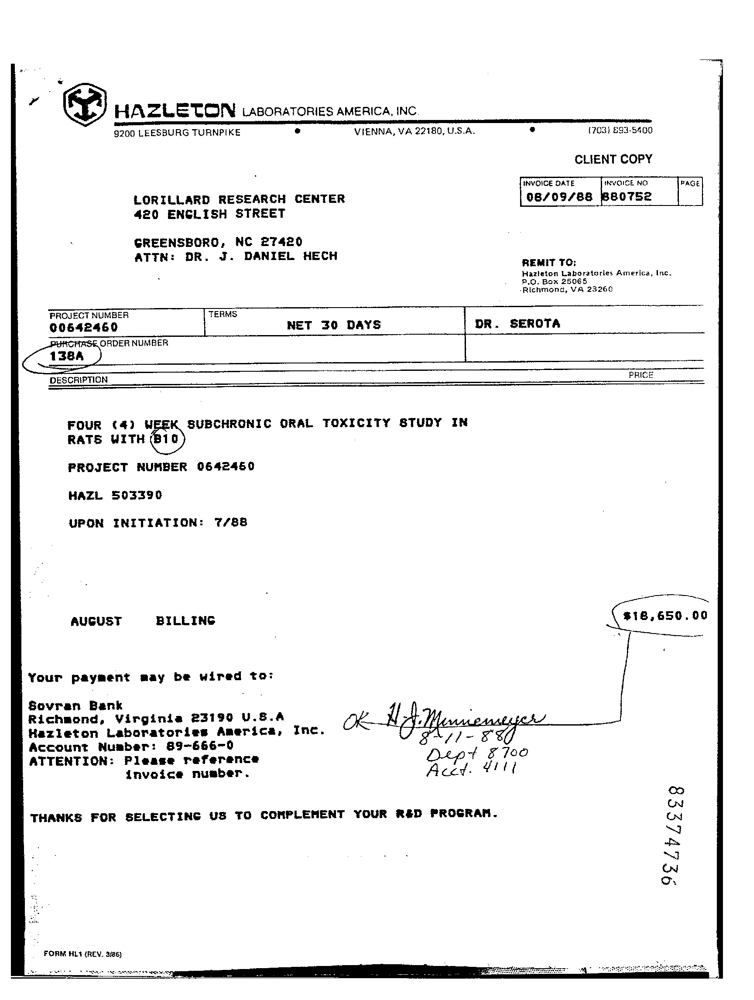 HAZLETON LABORATORIES AMERICA, INC.
9200 LEESBURG TURNPIKE • VIENNA, VA 22180, U.S.A. • (703) 893-5400
CLIENT COPY
INVOICE DATE INVOICE NO PAGE
08/09/88 880752
LORILLARD RESEARCH CENTER
420 ENGLISH STREET
GREENSBORO, NC 27420
ATTN: DR. J. DANIEL HECH
REMIT TO:
Hazleton Laboratories America, Inc.
P.O. Box 25065
Richmond, VA 23260
PROJECT NUMBER TERMS
00642460 NET 30 DAYS DR. SEROTA
PURCHASE ORDER NUMBER
138A
DESCRIPTION PRICE
FOUR (4) WEEK SUBCHRONIC ORAL TOXICITY STUDY IN
RATS WITH B10
PROJECT NUMBER 0642460
HAZL 503390
UPON INITIATION: 7/88
AUGUST BILLING $18,650.00
Your payment may be wired to:
Sovran Bank
Richmond, Virginia 23190 U.S.A
Hazleton Laboratories America, Inc.
Account Number: 89-666-0
ATTENTION: Please reference
invoice number.
OK H.J. Minnemeyer
8-11-88
Dept 8700
Acct. 4111
THANKS FOR SELECTING US TO COMPLEMENT YOUR R&D PROGRAM.
83374736
FORM HL1 (REV. 3/86)